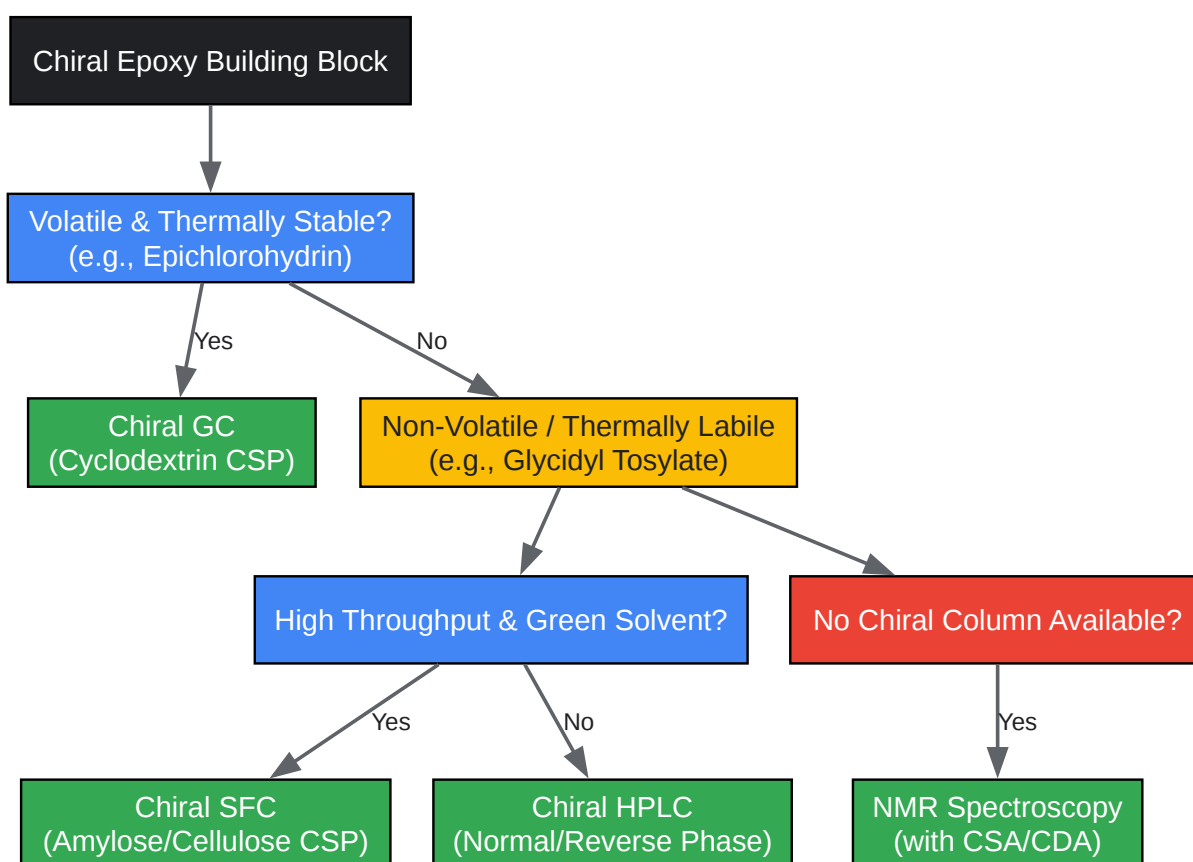 Chiral Epoxy Building Block
Volatile & Thermally Stable?
(e.g., Epichlorohydrin)
Yes
No
Chiral GC
(Cyclodextrin CSP)
Non-Volatile / Thermally Labile
(e.g., Glycidyl Tosylate)
High Throughput & Green Solvent?
No Chiral Column Available?
Yes
No
Yes
Chiral SFC
(Amylose/Cellulose CSP)
Chiral HPLC
(Normal/Reverse Phase)
NMR Spectroscopy
(with CSA/CDA)